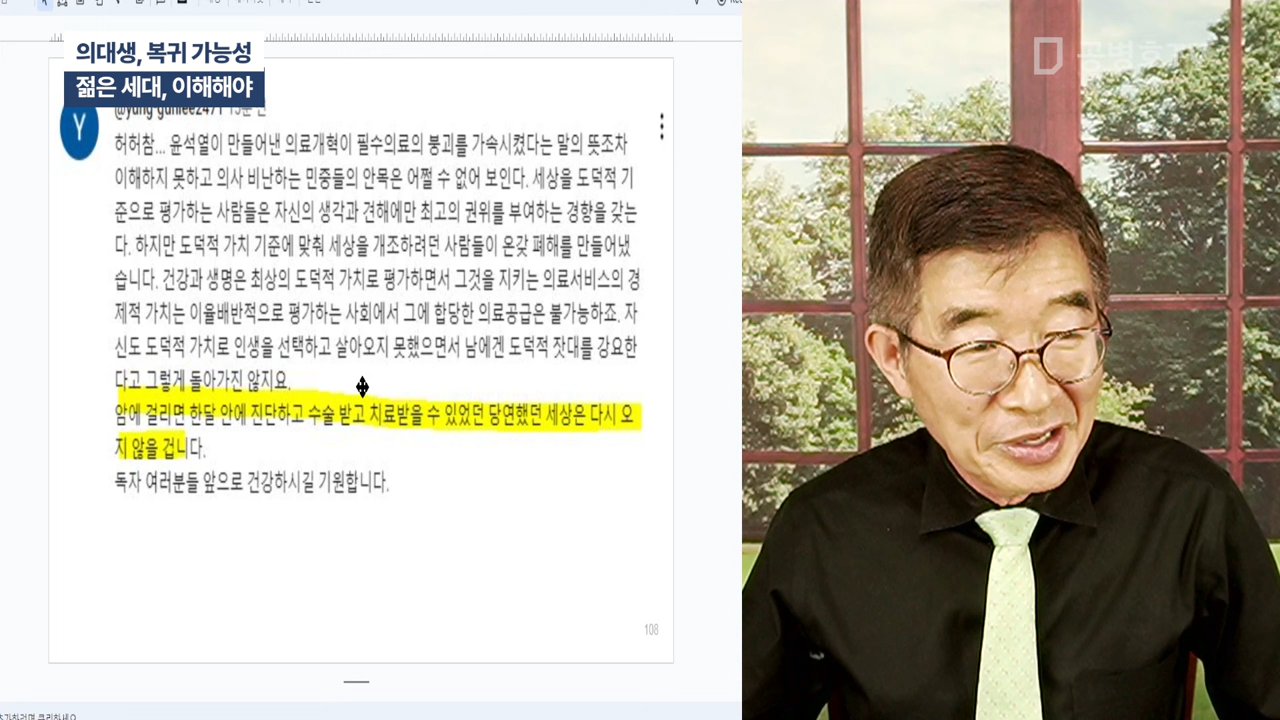 의대생, 복귀 가능성
젊은 세대, 이해해야
Y
허허참... 윤석열이 만들어낸 의료개혁이 필수의료의 붕괴를 가속시켰다는 말의 뜻조차
이해하지 못하고 의사 비난하는 민중들의 안목은 어쩔 수 없어 보인다. 세상을 도덕적 기
준으로 평가하는 사람들은 자신의 생각과 견해에만 최고의 권위를 부여하는 경향을 갖는
다. 하지만 도덕적 가치 기준에 맞춰 세상을 개조하려던 사람들이 온갖 폐해를 만들어냈
습니다. 건강과 생명은 최상의 도덕적 가치로 평가하면서 그것을 지키는 의료서비스의 경
제적 가치는 이율배반적으로 평가하는 사회에서 그에 합당한 의료공급은 불가능하죠. 자
신도 도덕적 가치로 인생을 선택하고 살아오지 못했으면서 남에겐 도덕적 잣대를 강요한
다고 그렇게 돌아가진 않지요.
암에 걸리면 한달 안에 진단하고 수술 받고 치료받을 수 있었던 당연했던 세상은 다시 오
지 않을 겁니다.
독자 여러분들 앞으로 건강하시길 기원합니다.
108